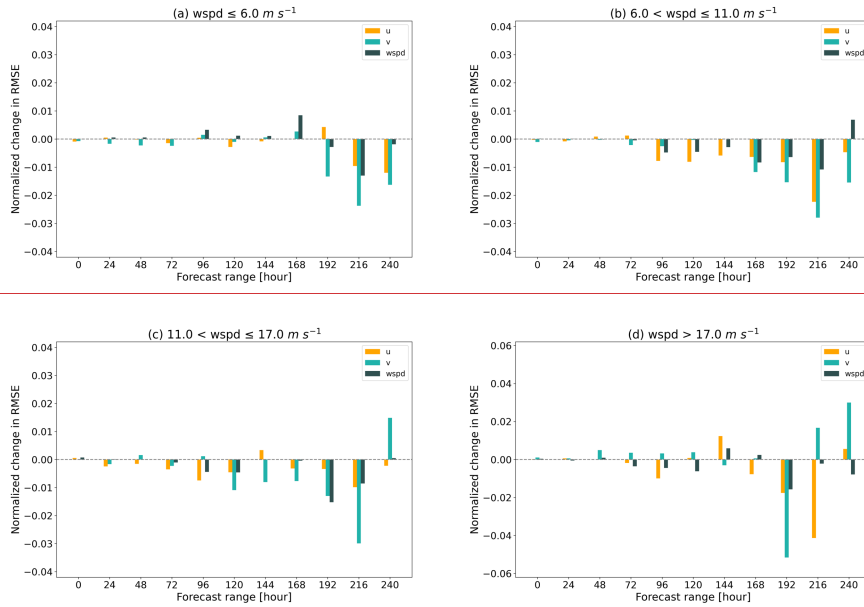 (a) wspd ≤ 6.0 m s⁻¹
Normalized change in RMSE
0.04
0.03
0.02
0.01
0.00
−0.01
−0.02
−0.03
−0.04
u
v
wspd
0 24 48 72 96 120 144 168 192 216 240
Forecast range [hour]
(b) 6.0 < wspd ≤ 11.0 m s⁻¹
Normalized change in RMSE
0.04
0.03
0.02
0.01
0.00
−0.01
−0.02
−0.03
−0.04
u
v
wspd
0 24 48 72 96 120 144 168 192 216 240
Forecast range [hour]
(c) 11.0 < wspd ≤ 17.0 m s⁻¹
Normalized change in RMSE
0.04
0.03
0.02
0.01
0.00
−0.01
−0.02
−0.03
−0.04
u
v
wspd
0 24 48 72 96 120 144 168 192 216 240
Forecast range [hour]
(d) wspd > 17.0 m s⁻¹
Normalized change in RMSE
0.06
0.04
0.02
0.00
−0.02
−0.04
−0.06
u
v
wspd
0 24 48 72 96 120 144 168 192 216 240
Forecast range [hour]